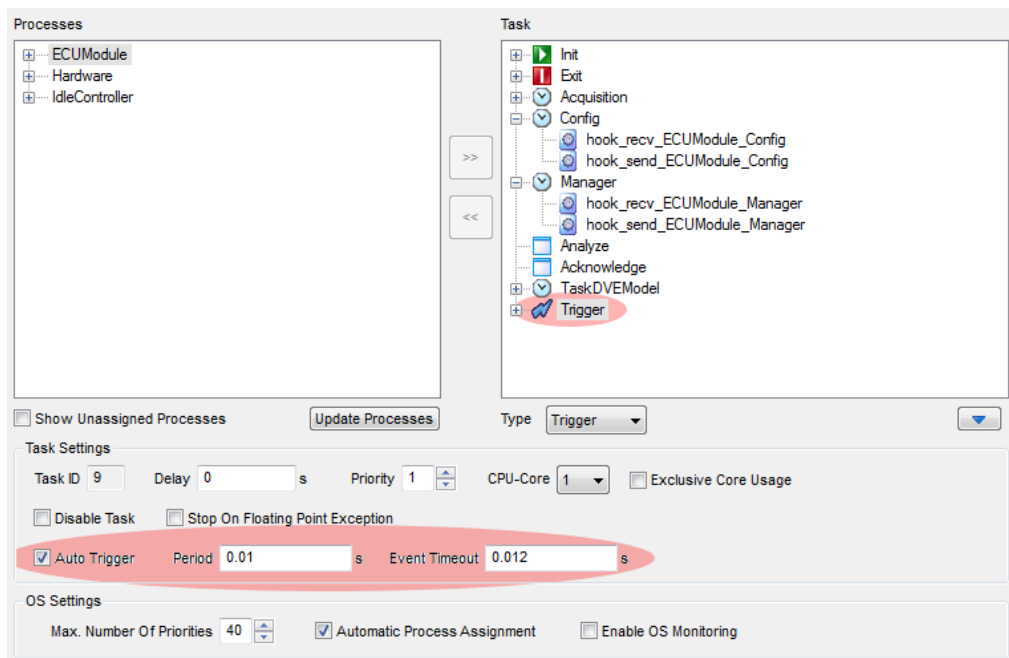 Processes
ECUModule
Hardware
IdleController
Show Unassigned Processes
Update Processes
>>
<<
Task
Init
Exit
Acquisition
Config
hook_recv_ECUModule_Config
hook_send_ECUModule_Config
Manager
hook_recv_ECUModule_Manager
hook_send_ECUModule_Manager
Analyze
Acknowledge
TaskDVEModel
Trigger
Type Trigger
Task Settings
Task ID 9 Delay 0 s Priority 1 CPU-Core 1 Exclusive Core Usage
Disable Task Stop On Floating Point Exception
Auto Trigger Period 0.01 s Event Timeout 0.012 s
OS Settings
Max. Number Of Priorities 40 Automatic Process Assignment Enable OS Monitoring